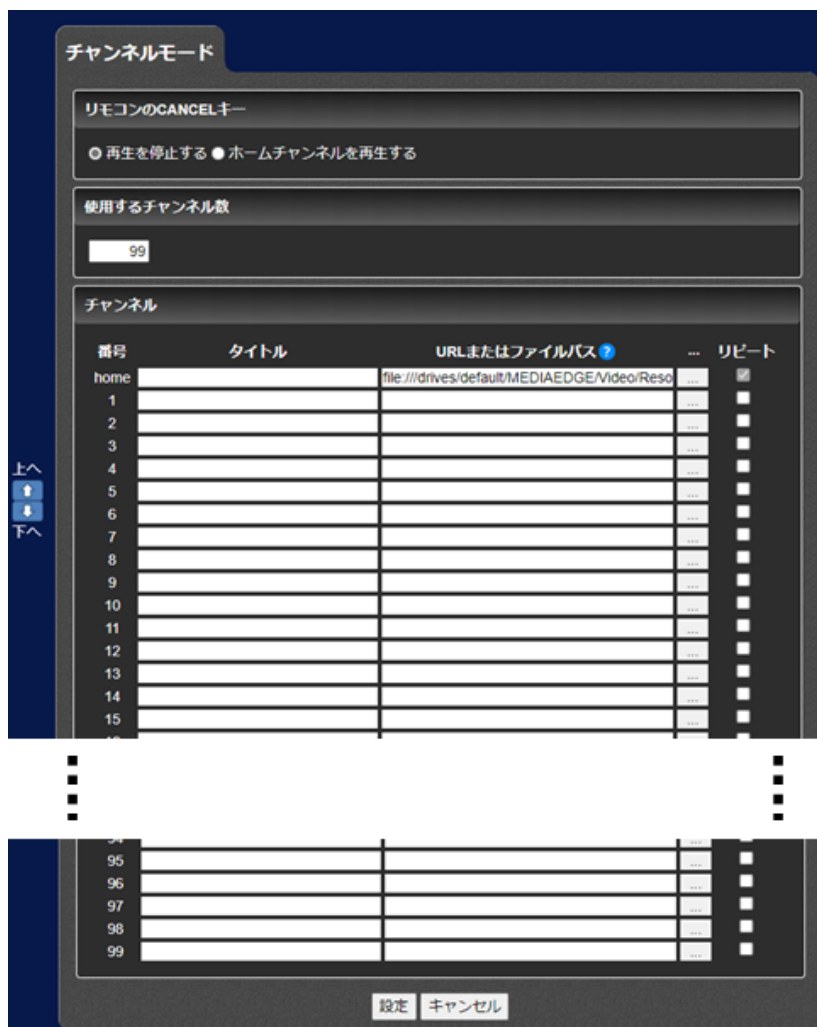 チャンネルモード
リモコンのCANCELキー
再生を停止する ホームチャンネルを再生する
使用するチャンネル数
99
チャンネル
番号 タイトル URLまたはファイルパス ? ... リピート
home file:///drives/default/MEDIAEDGE/Video/Reso ...
1 ...
2 ...
3 ...
上へ
4 ...
5 ...
6 ...
下へ
7 ...
8 ...
9 ...
10 ...
11 ...
12 ...
13 ...
14 ...
15 ...
95 ...
96 ...
97 ...
98 ...
99 ...
設定 キャンセル